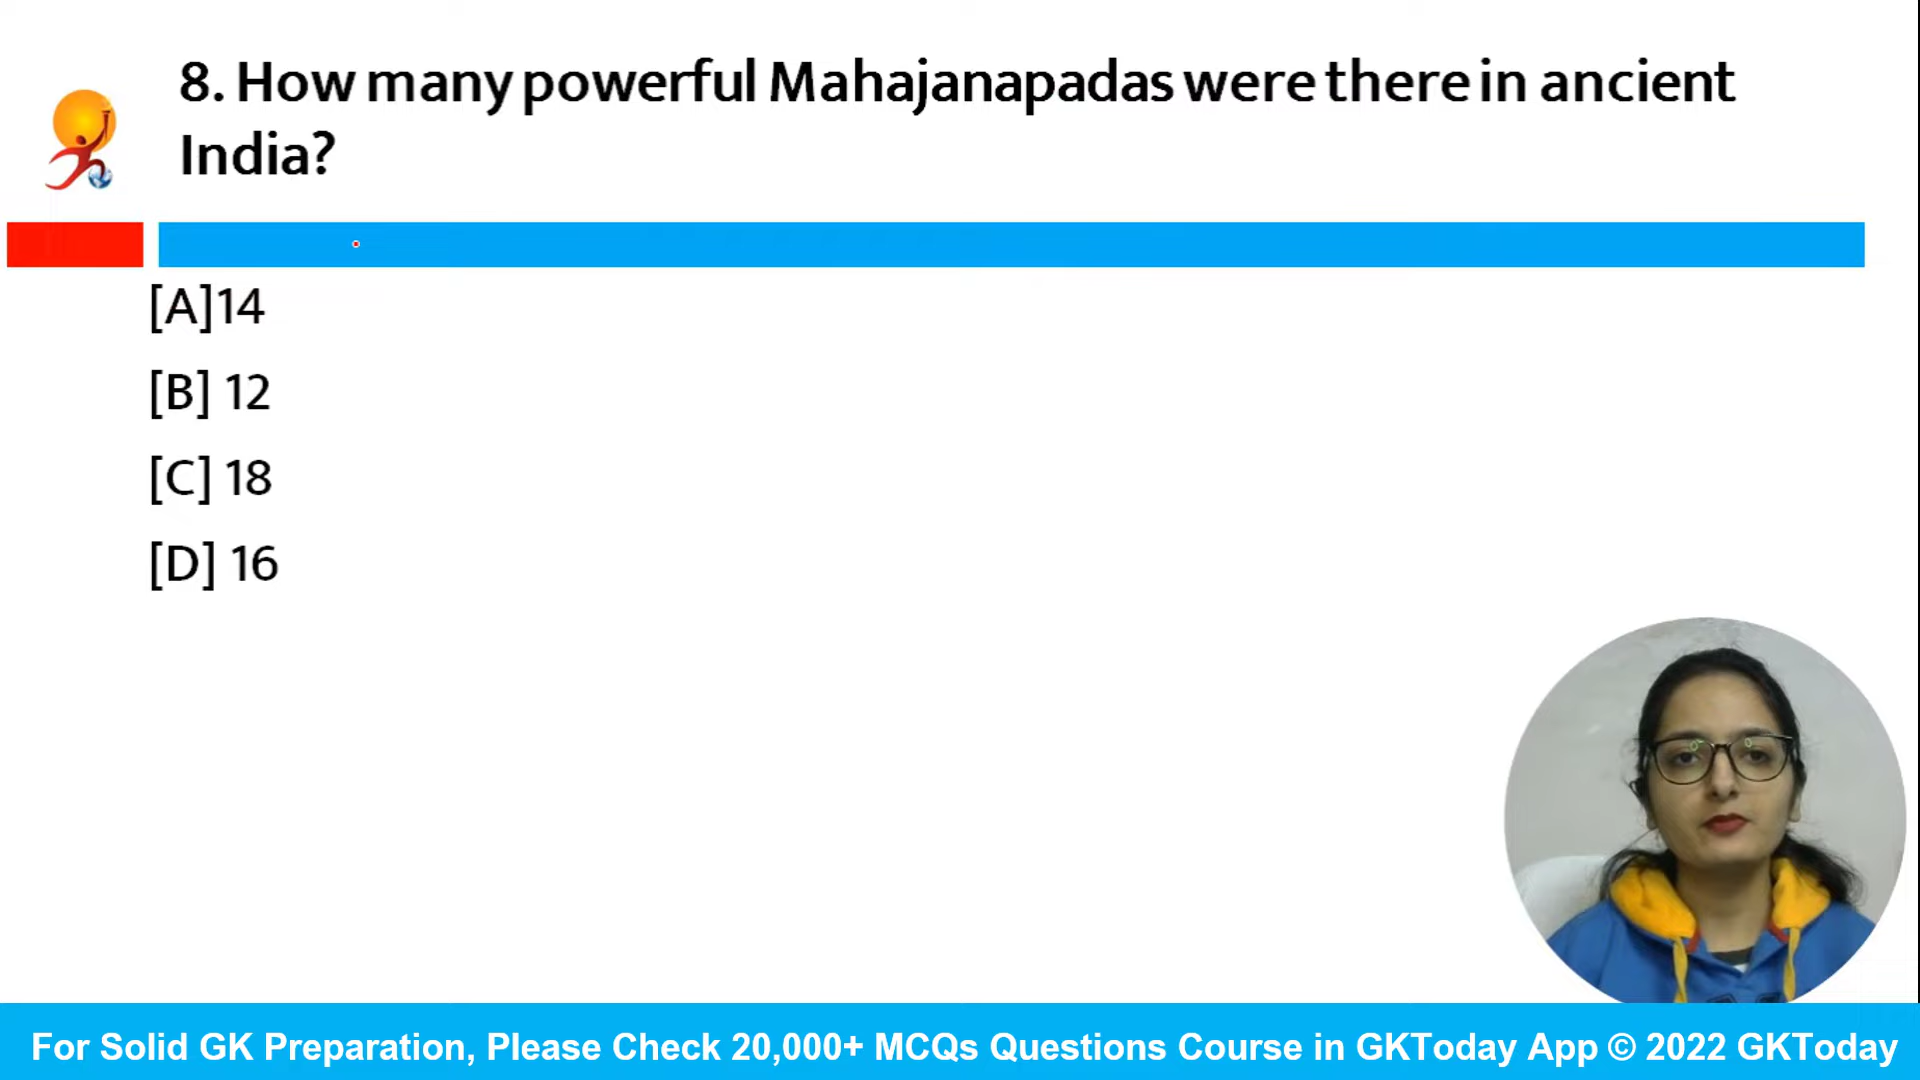 8. How many powerful Mahajanapadas were there in ancient
India?
[A]14
[B] 12
[C] 18
[D] 16
For Solid GK Preparation, Please Check 20,000+ MCQs Questions Course in GKToday App © 2022 GKToday